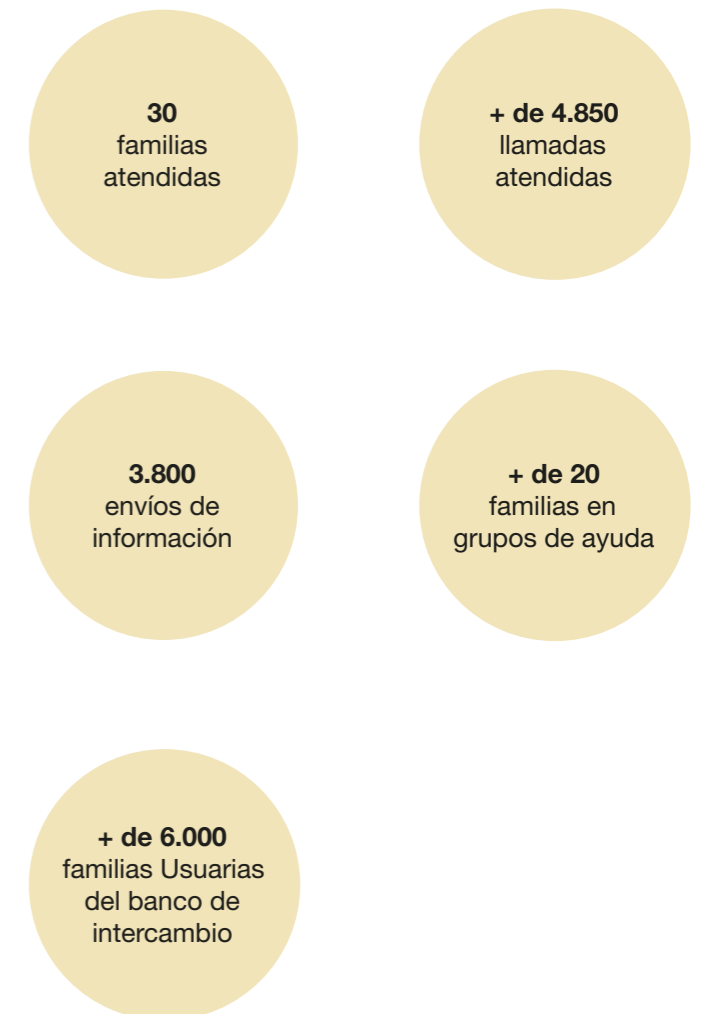 30
familias
atendidas
+ de 4.850
llamadas
atendidas
3.800
envíos de
información
+ de 20
familias en
grupos de ayuda
+ de 6.000
familias Usuarias
del banco de
intercambio